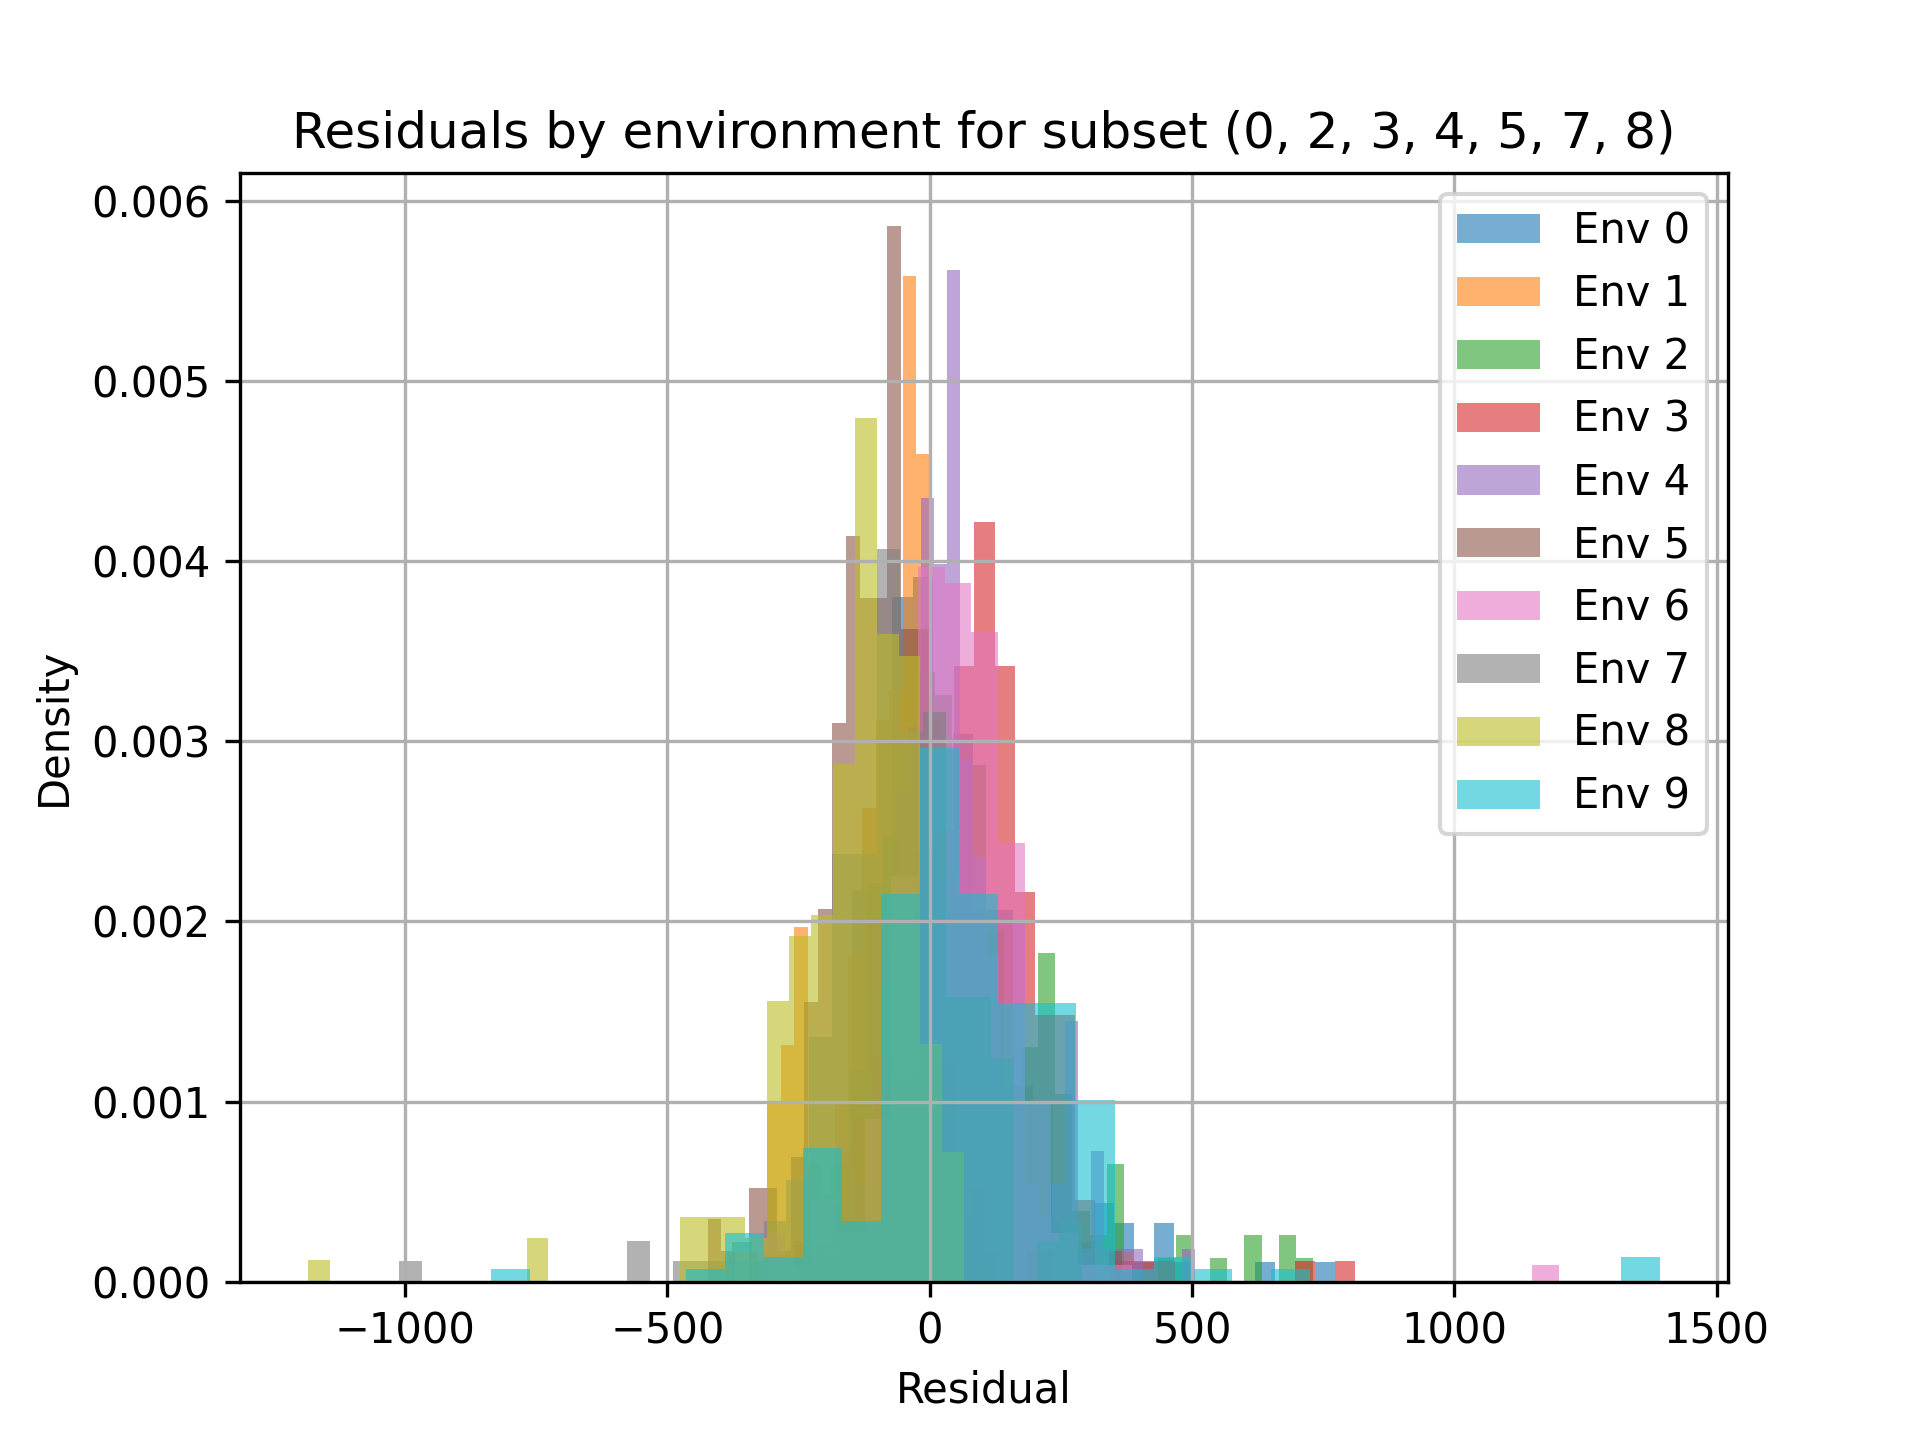 Residuals by environment for subset (0, 2, 3, 4, 5, 7, 8)
0.006
0.005
0.004
0.003
0.002
0.001
0.000
Density
Env 0
Env 1
Env 2
Env 3
Env 4
Env 5
Env 6
Env 7
Env 8
Env 9
−1000 −500 0 500 1000 1500
Residual